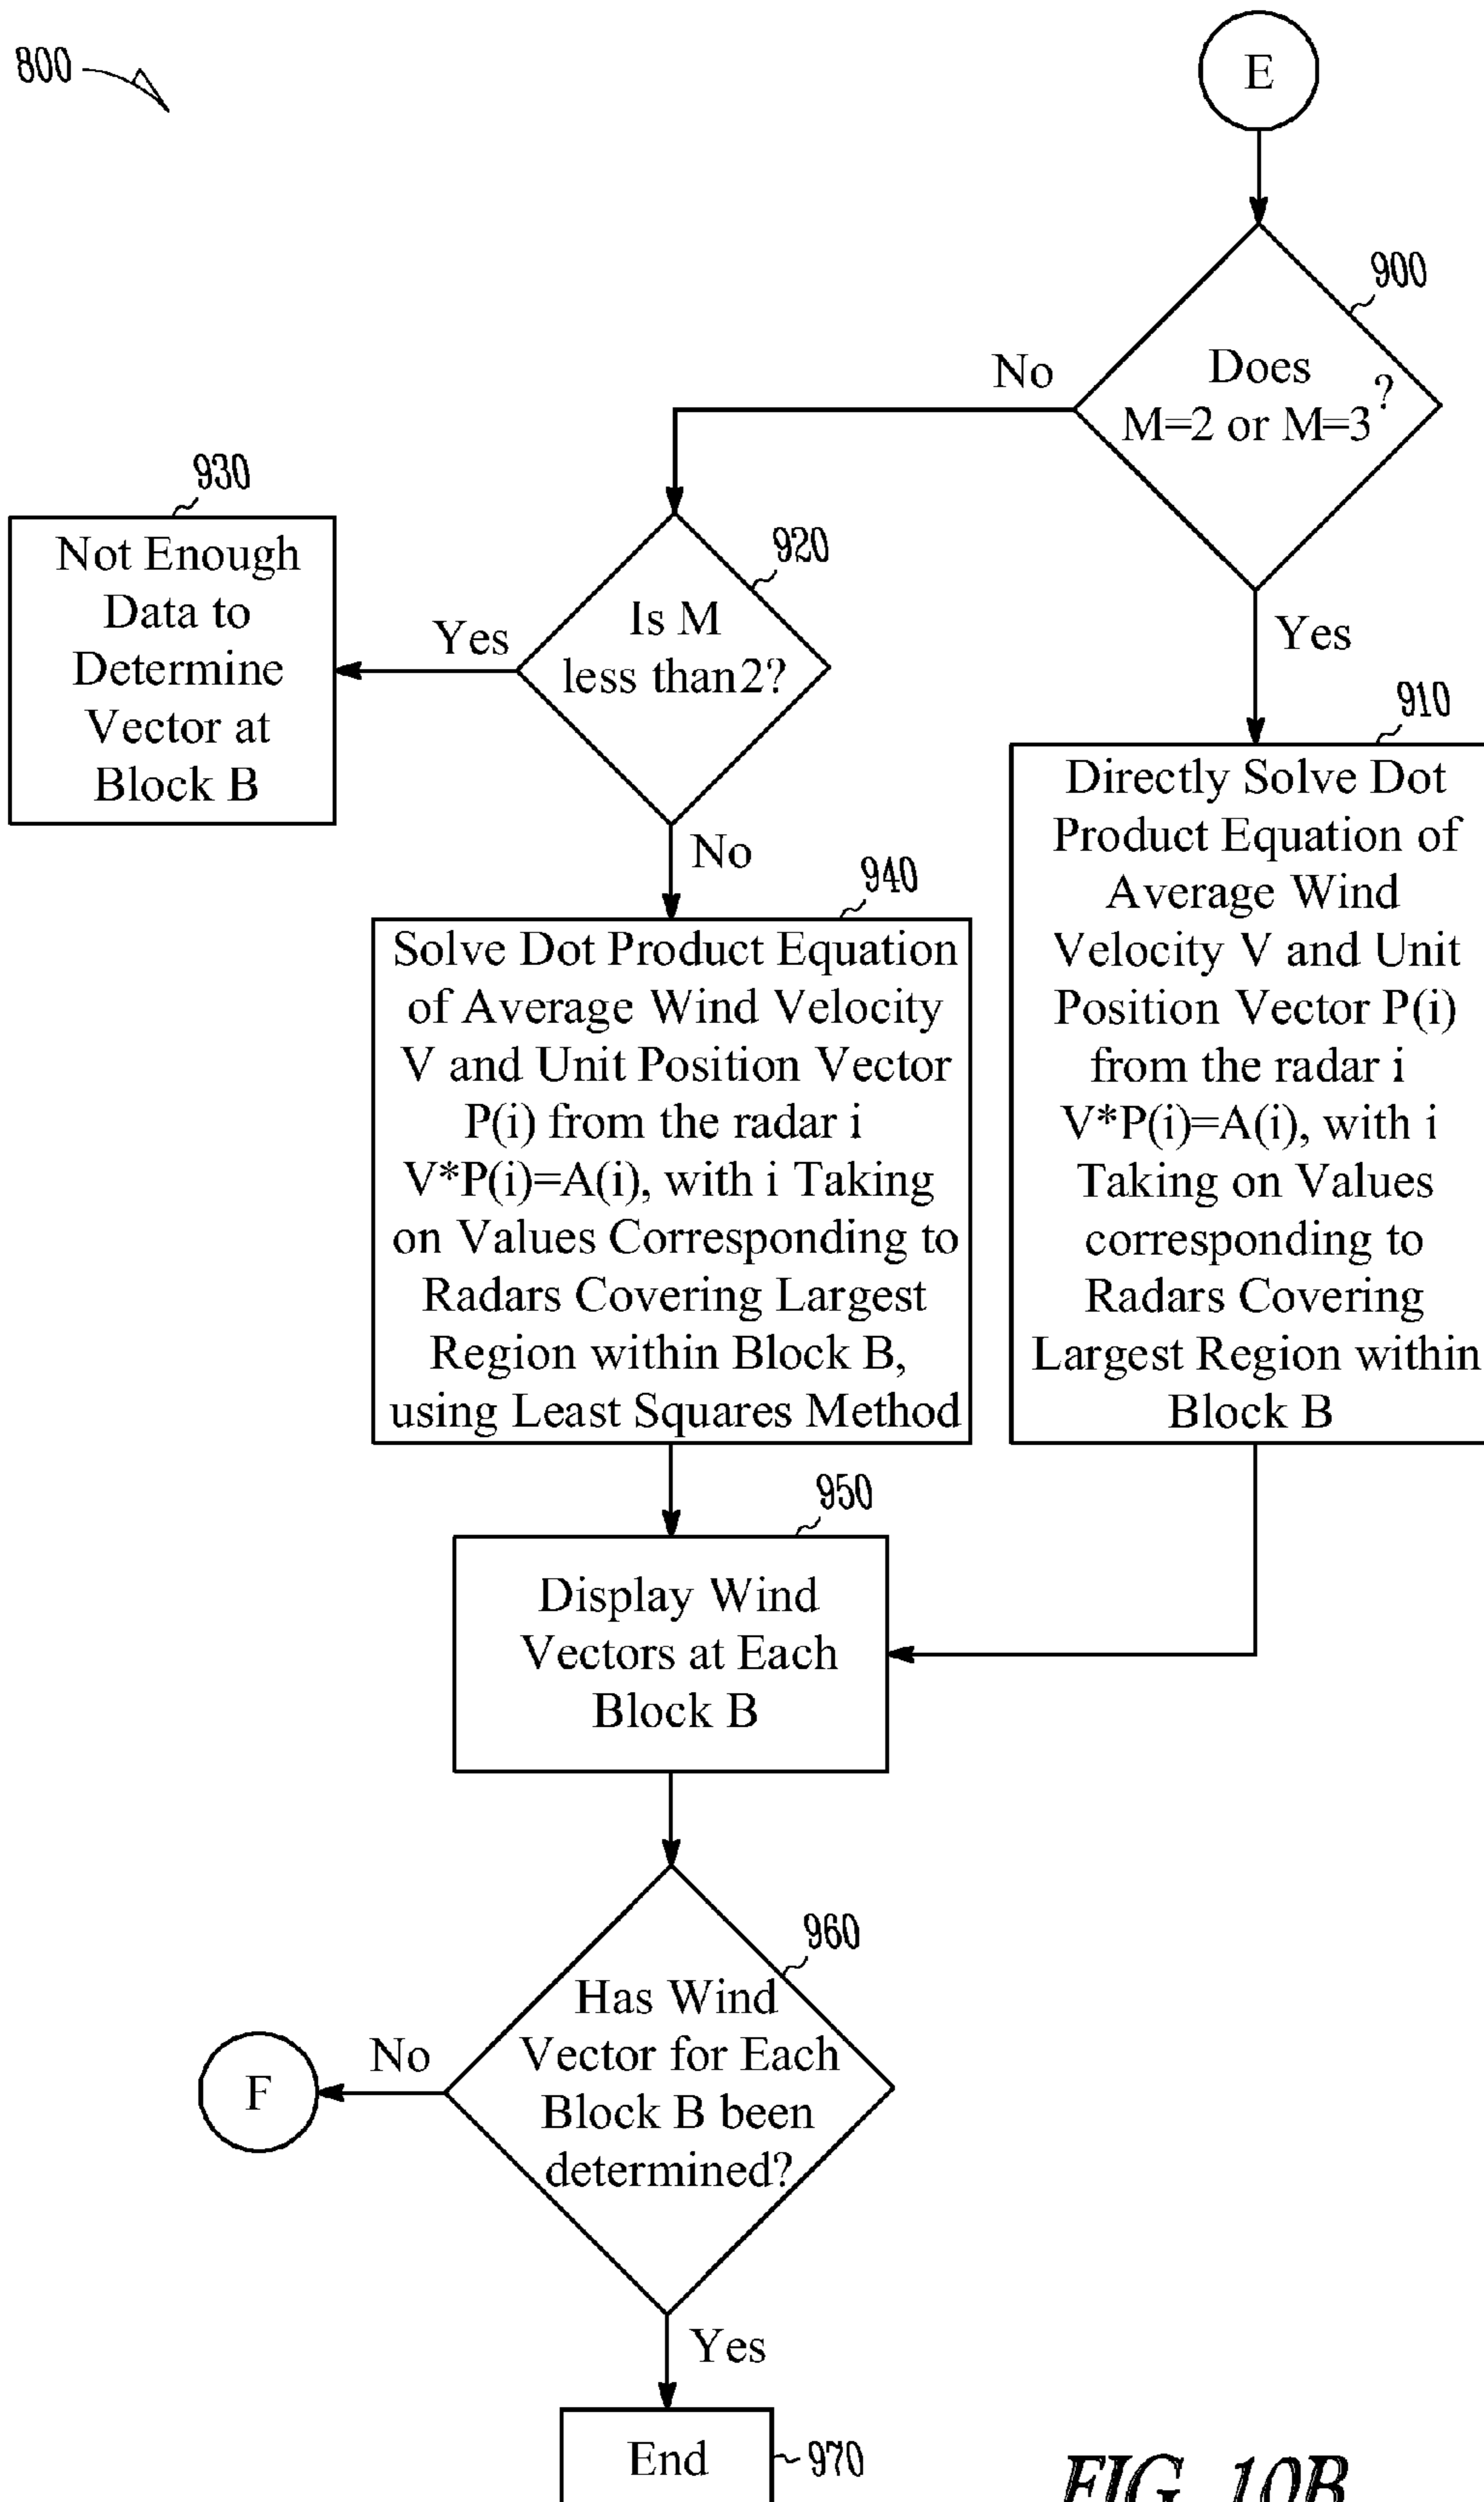 800
E
900
Does
M=2 or M=3 ?
No
Yes
920
Is M
less than2?
Yes
No
930
Not Enough
Data to
Determine
Vector at
Block B
910
Directly Solve Dot
Product Equation of
Average Wind
Velocity V and Unit
Position Vector P(i)
from the radar i
V*P(i)=A(i), with i
Taking on Values
corresponding to
Radars Covering
Largest Region within
Block B
940
Solve Dot Product Equation
of Average Wind Velocity
V and Unit Position Vector
P(i) from the radar i
V*P(i)=A(i), with i Taking
on Values Corresponding to
Radars Covering Largest
Region within Block B,
using Least Squares Method
950
Display Wind
Vectors at Each
Block B
960
Has Wind
Vector for Each
Block B been
determined?
No
F
Yes
End
970
FIG. 10B